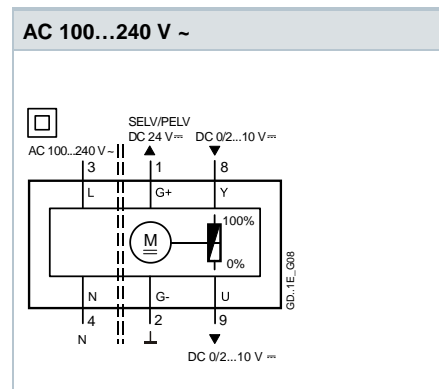 AC 100…240 V ~
SELV/PELV
DC 24 V⎓ DC 0/2...10 V⎓
AC 100...240 V~
3 1 8
L G+ Y
100%
M
0%
N G- U
4 2 9
N
DC 0/2...10 V ⎓
GD..1E_G08